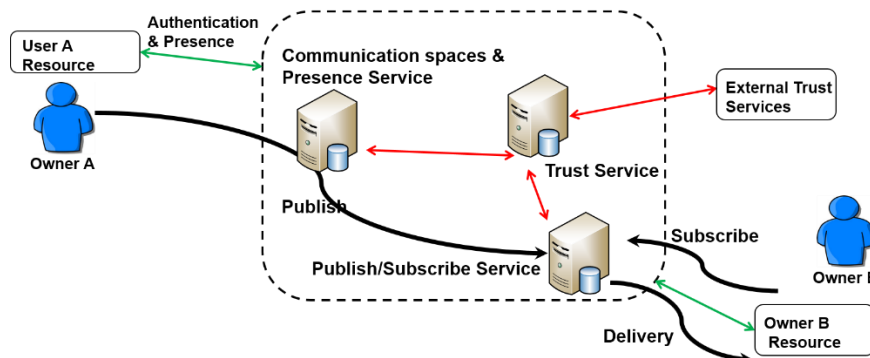 Authentication
& Presence
User A
Resource
Communication spaces &
Presence Service
External Trust
Services
Owner A
Trust Service
Publish
Subscribe
Publish/Subscribe Service
Owner B
Owner B
Resource
Delivery